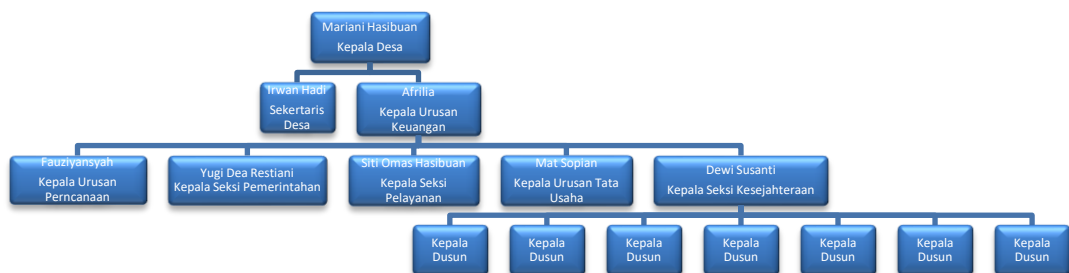 Mariani Hasibuan
Kepala Desa
Irwan Hadi
Sekertaris
Desa
Afrilia
Kepala Urusan
Keuangan
Fauziyansyah
Kepala Urusan
Perncanaan
Yugi Dea Restiani
Kepala Seksi Pemerintahan
Siti Omas Hasibuan
Kepala Seksi
Pelayanan
Mat Sopian
Kepala Urusan Tata
Usaha
Dewi Susanti
Kepala Seksi Kesejahteraan
Kepala
Dusun
Kepala
Dusun
Kepala
Dusun
Kepala
Dusun
Kepala
Dusun
Kepala
Dusun
Kepala
Dusun